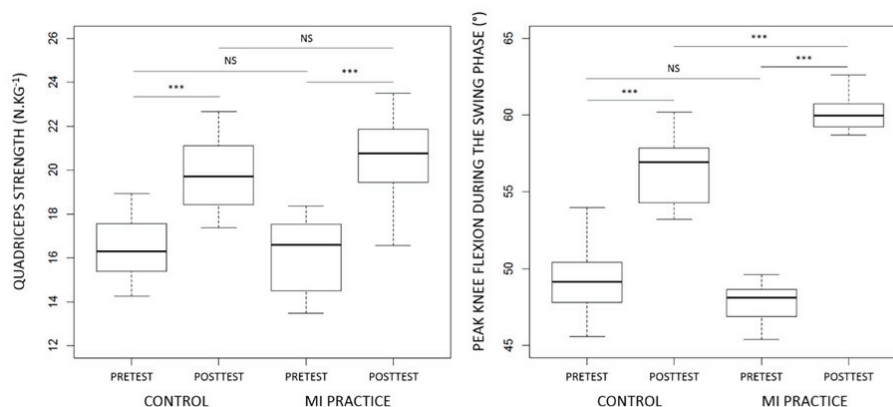 QUADRICEPS STRENGTH (N.KG⁻¹)
26
24
22
20
18
16
14
12
NS
NS
***
***
PRETEST
POSTTEST
PRETEST
POSTTEST
CONTROL
MI PRACTICE
PEAK KNEE FLEXION DURING THE SWING PHASE (°)
65
60
55
50
45
***
***
NS
***
PRETEST
POSTTEST
PRETEST
POSTTEST
CONTROL
MI PRACTICE